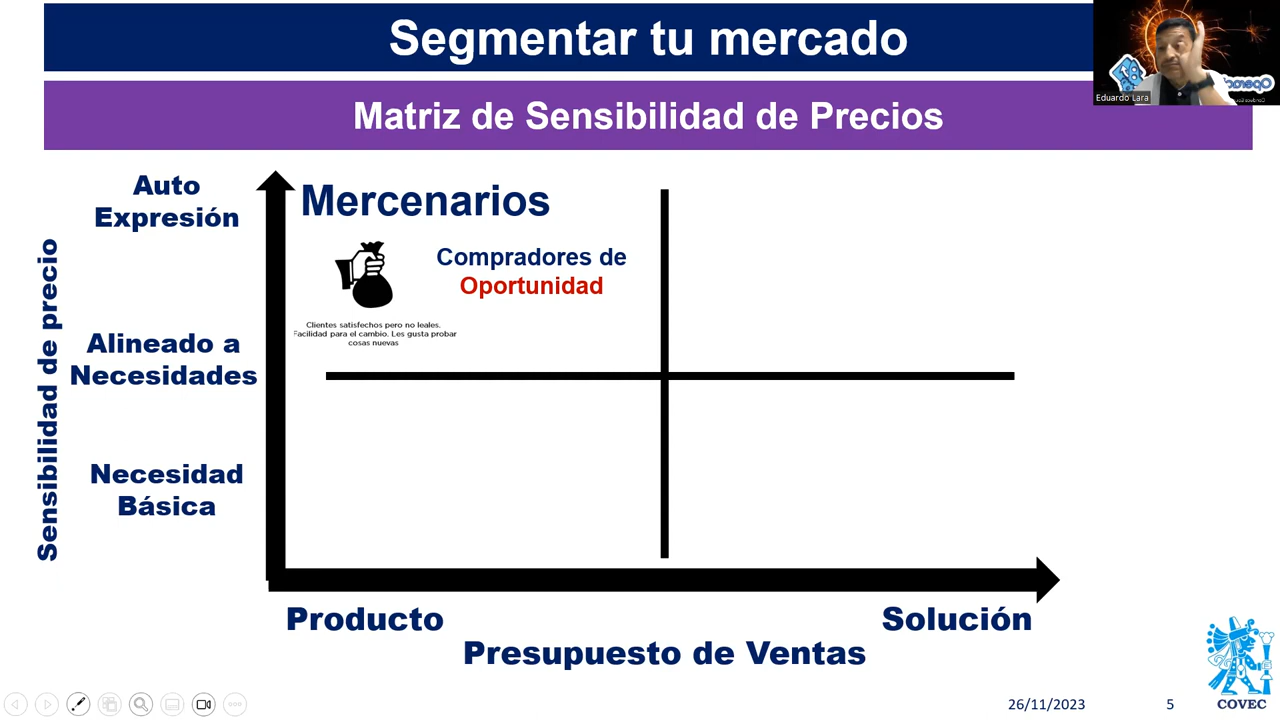 Segmentar tu mercado
Matriz de Sensibilidad de Precios
Eduardo Lara
Auto
Expresión
Mercenarios
Compradores de
Oportunidad
Clientes satisfechos pero no leales.
Facilidad para el cambio. Les gusta probar
cosas nuevas
Sensibilidad de precio
Alineado a
Necesidades
Necesidad
Básica
Producto
Solución
Presupuesto de Ventas
26/11/2023
5
COVEC